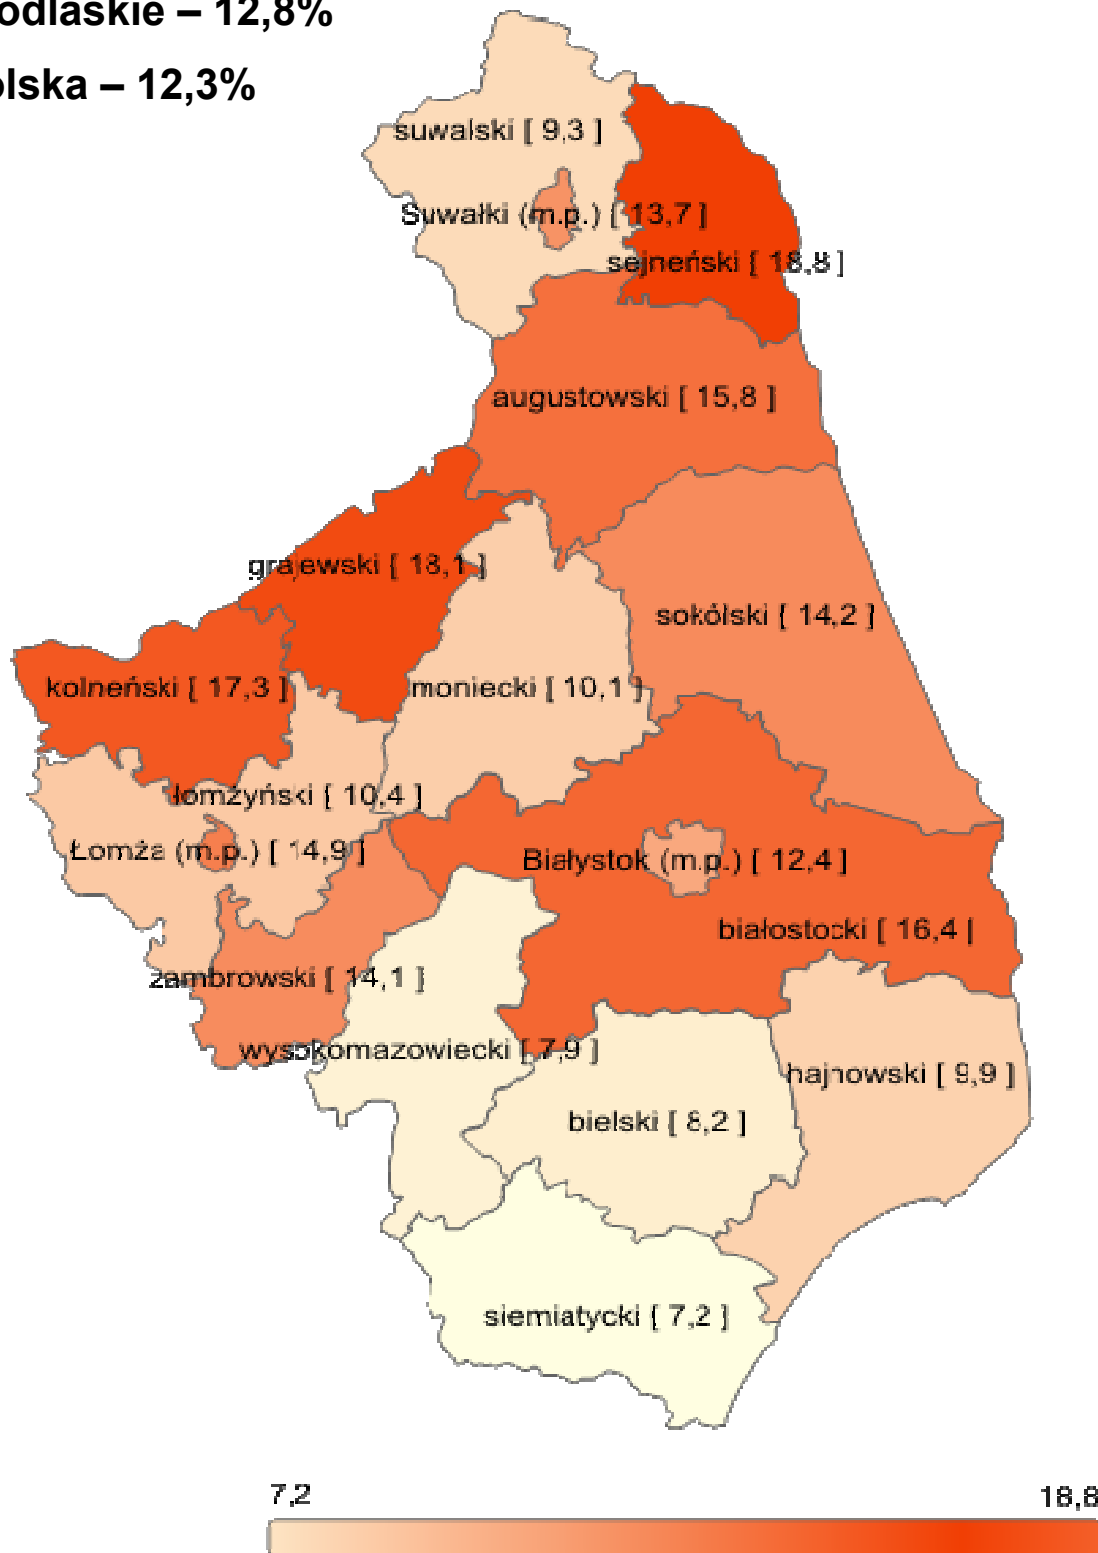 odlaskie – 12,8%
olska – 12,3%
suwalski [ 9,3 ]
Suwałki (m.p.) [ 13,7 ]
sejneński [ 18,8 ]
augustowski [ 15,8 ]
grajewski [ 18,1 ]
sokólski [ 14,2 ]
kolneński [ 17,3 ]
moniecki [ 10,1 ]
łomżyński [ 10,4 ]
Łomża (m.p.) [ 14,9 ]
Białystok (m.p.) [ 12,4 ]
białostocki [ 16,4 ]
zambrowski [ 14,1 ]
wysokomazowiecki [ 7,9 ]
hajnowski [ 9,9 ]
bielski [ 8,2 ]
siemiatycki [ 7,2 ]
7,2 18,8